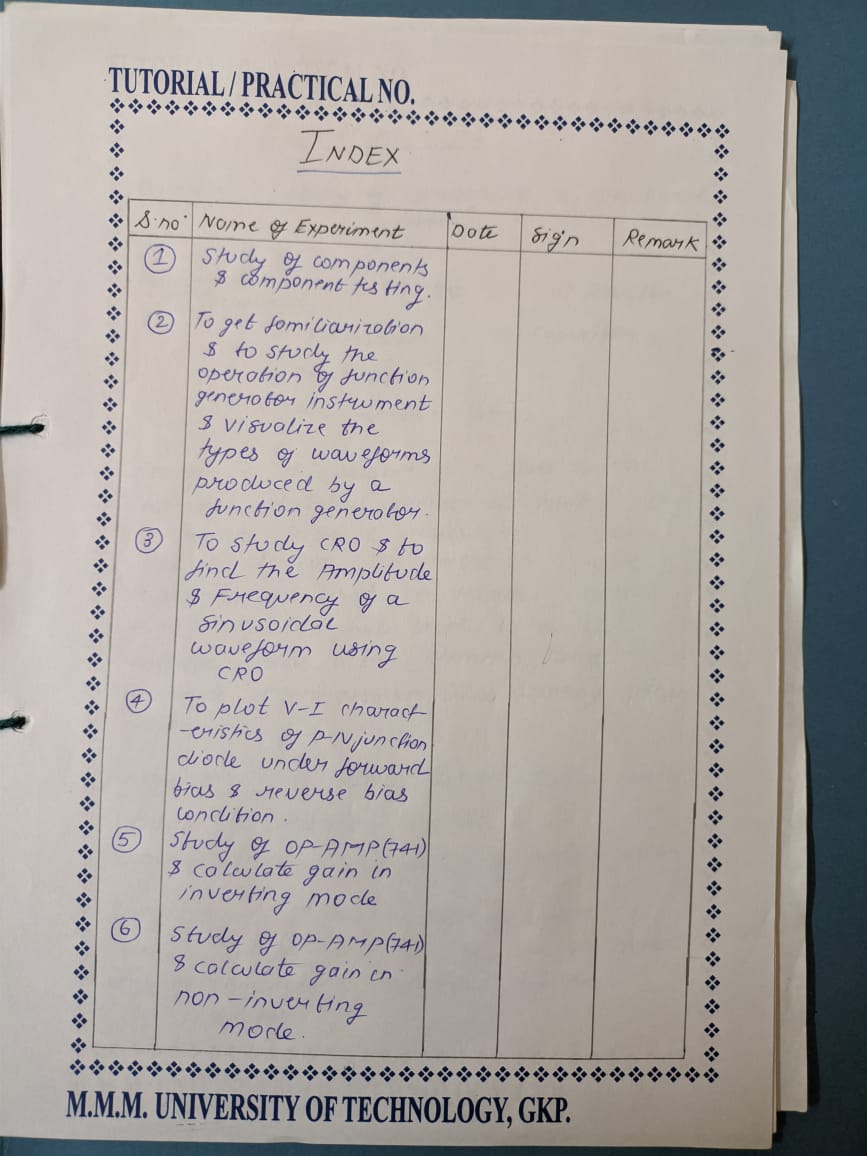 TUTORIAL / PRACTICAL NO.
INDEX
S.no. Name of Experiment Date Sign Remark
1 Study of components
& component testing.
2 To get familiarization
& to study the
operation of function
generator instrument
& visualize the
types of waveforms
produced by a
function generator.
3 To study CRO & to
find the Amplitude
& Frequency of a
sinusoidal
waveform using
CRO
4 To plot V-I charact-
-eristics of P-N junction
diode under forward
bias & reverse bias
condition.
5 Study of OP-AMP(741)
& calculate gain in
inverting mode
6 Study of OP-AMP(741)
& calculate gain in
non-inverting
mode.
M.M.M. UNIVERSITY OF TECHNOLOGY, GKP.